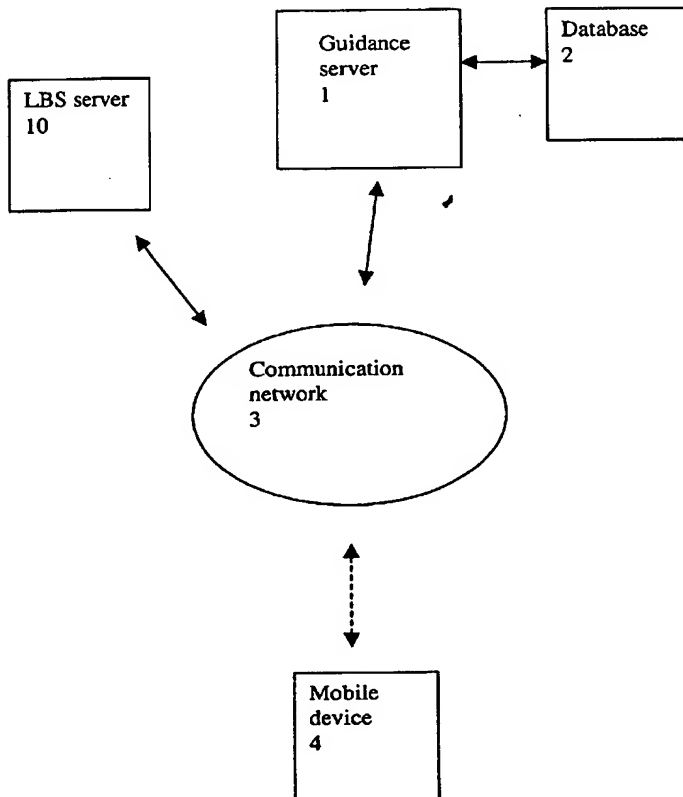 LBS server
10
Guidance
server
1
Database
2
Communication
network
3
Mobile
device
4